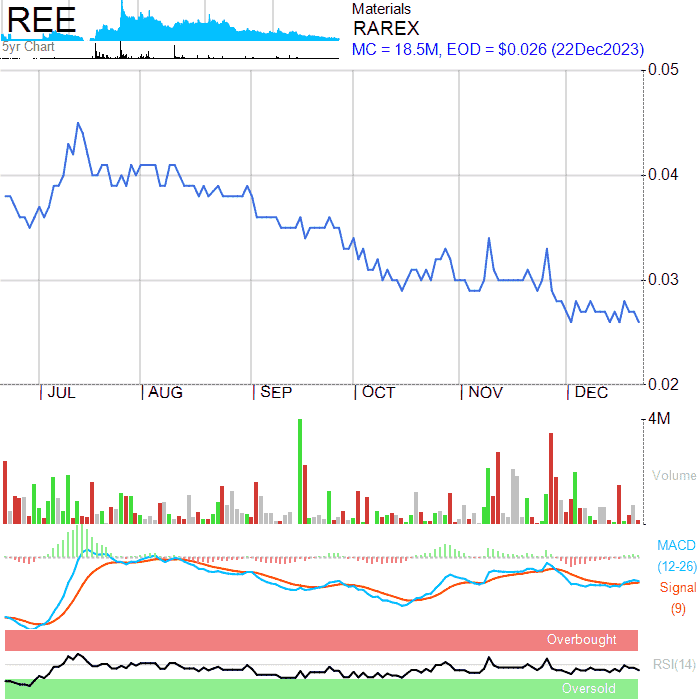 REE
5yr Chart
Materials
RAREX
MC = 18.5M, EOD = $0.026 (22Dec2023)
0.05
0.04
0.03
0.02
JUL AUG SEP OCT NOV DEC
4M
Volume
MACD
(12-26)
Signal
(9)
Overbought
RSI(14)
Oversold